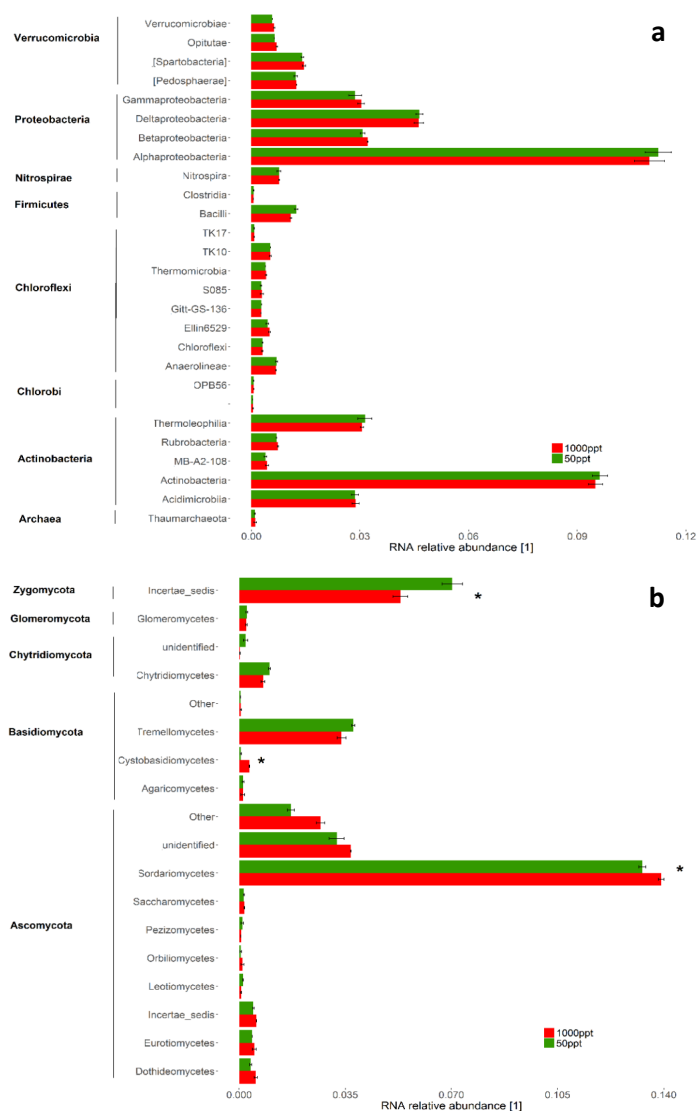 a
Verrucomicrobia
Verrucomicrobiae
Opitutae
[Spartobacteria]
[Pedosphaerae]
Proteobacteria
Gammaproteobacteria
Deltaproteobacteria
Betaproteobacteria
Alphaproteobacteria
Nitrospirae
Nitrospira
Firmicutes
Clostridia
Bacilli
Chloroflexi
TK17
TK10
Thermomicrobia
S085
Gitt-GS-136
Ellin6529
Chloroflexi
Anaerolineae
Chlorobi
OPB56
Actinobacteria
Thermoleophilia
Rubrobacteria
MB-A2-108
Actinobacteria
Acidimicrobiia
Archaea
Thaumarchaeota
1000ppt
50ppt
0.00 0.03 0.06 0.09 0.12
RNA relative abundance [1]
b
Zygomycota
Incertae_sedis
*
Glomeromycota
Glomeromycetes
Chytridiomycota
unidentified
Chytridiomycetes
Basidiomycota
Other
Tremellomycetes
Cystobasidiomycetes
*
Agaricomycetes
Ascomycota
Other
unidentified
Sordariomycetes
*
Saccharomycetes
Pezizomycetes
Orbiliomycetes
Leotiomycetes
Incertae_sedis
Eurotiomycetes
Dothideomycetes
1000ppt
50ppt
0.000 0.035 0.070 0.105 0.140
RNA relative abundance [1]